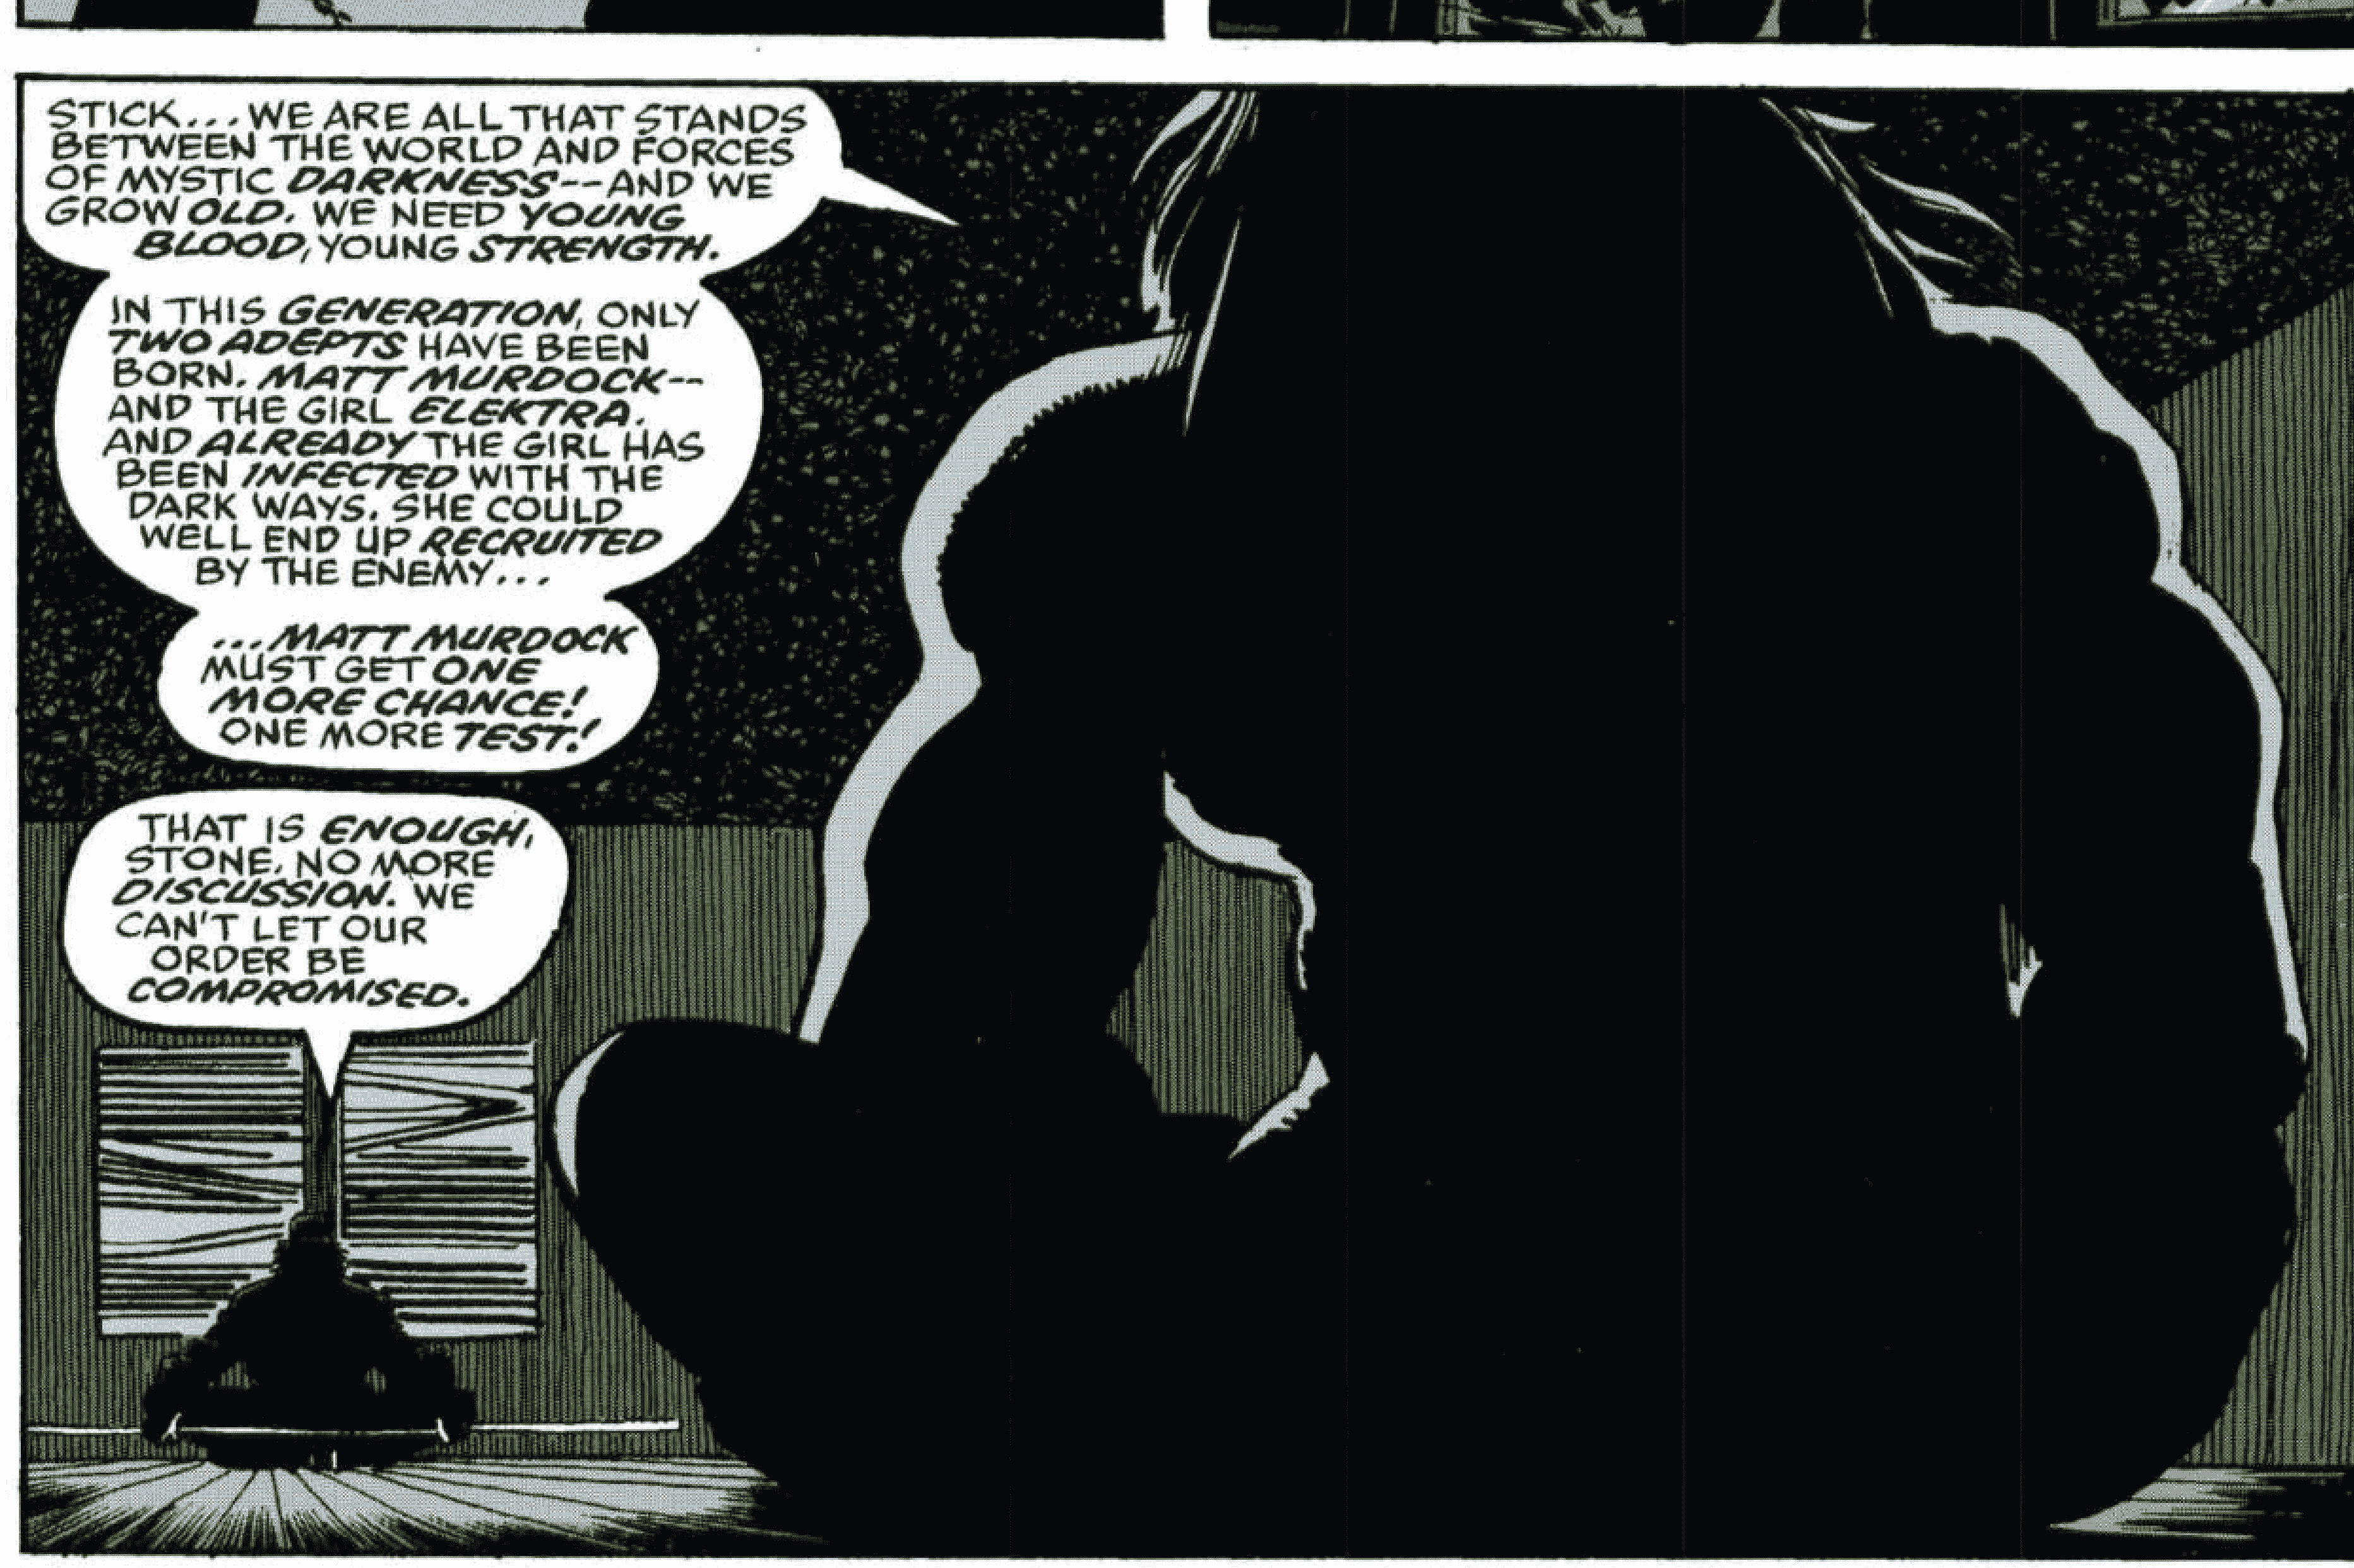 STICK... WE ARE ALL THAT STANDS
BETWEEN THE WORLD AND FORCES
OF MYSTIC DARKNESS--AND WE
GROW OLD. WE NEED YOUNG
BLOOD, YOUNG STRENGTH.
IN THIS GENERATION, ONLY
TWO ADEPTS HAVE BEEN
BORN. MATT MURDOCK--
AND THE GIRL ELEKTRA.
AND ALREADY THE GIRL HAS
BEEN INFECTED WITH THE
DARK WAYS. SHE COULD
WELL END UP RECRUITED
BY THE ENEMY...
...MATT MURDOCK
MUST GET ONE
MORE CHANCE!
ONE MORE TEST!
THAT IS ENOUGH,
STONE. NO MORE
DISCUSSION. WE
CAN'T LET OUR
ORDER BE
COMPROMISED.